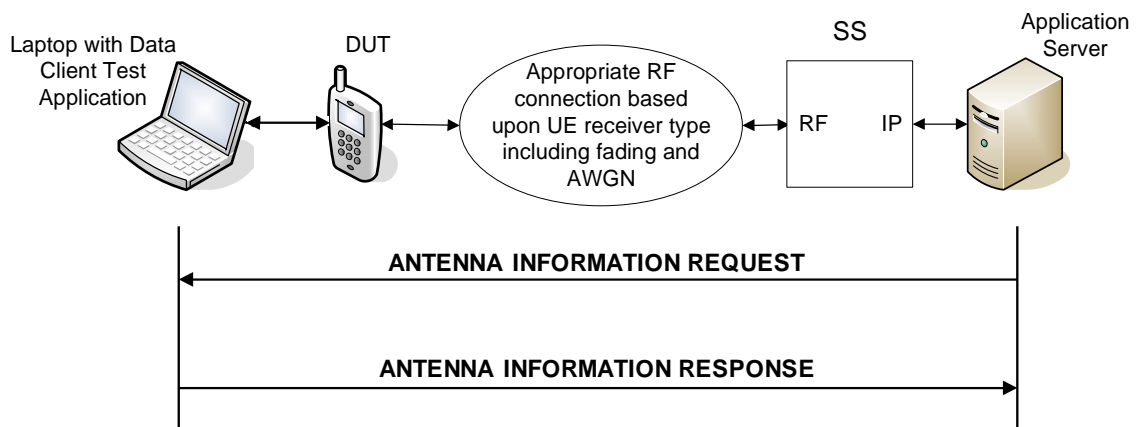 Laptop with Data
Client Test
Application
DUT
Appropriate RF
connection based
upon UE receiver type
including fading and
AWGN
SS
RF
IP
Application
Server
ANTENNA INFORMATION REQUEST
ANTENNA INFORMATION RESPONSE